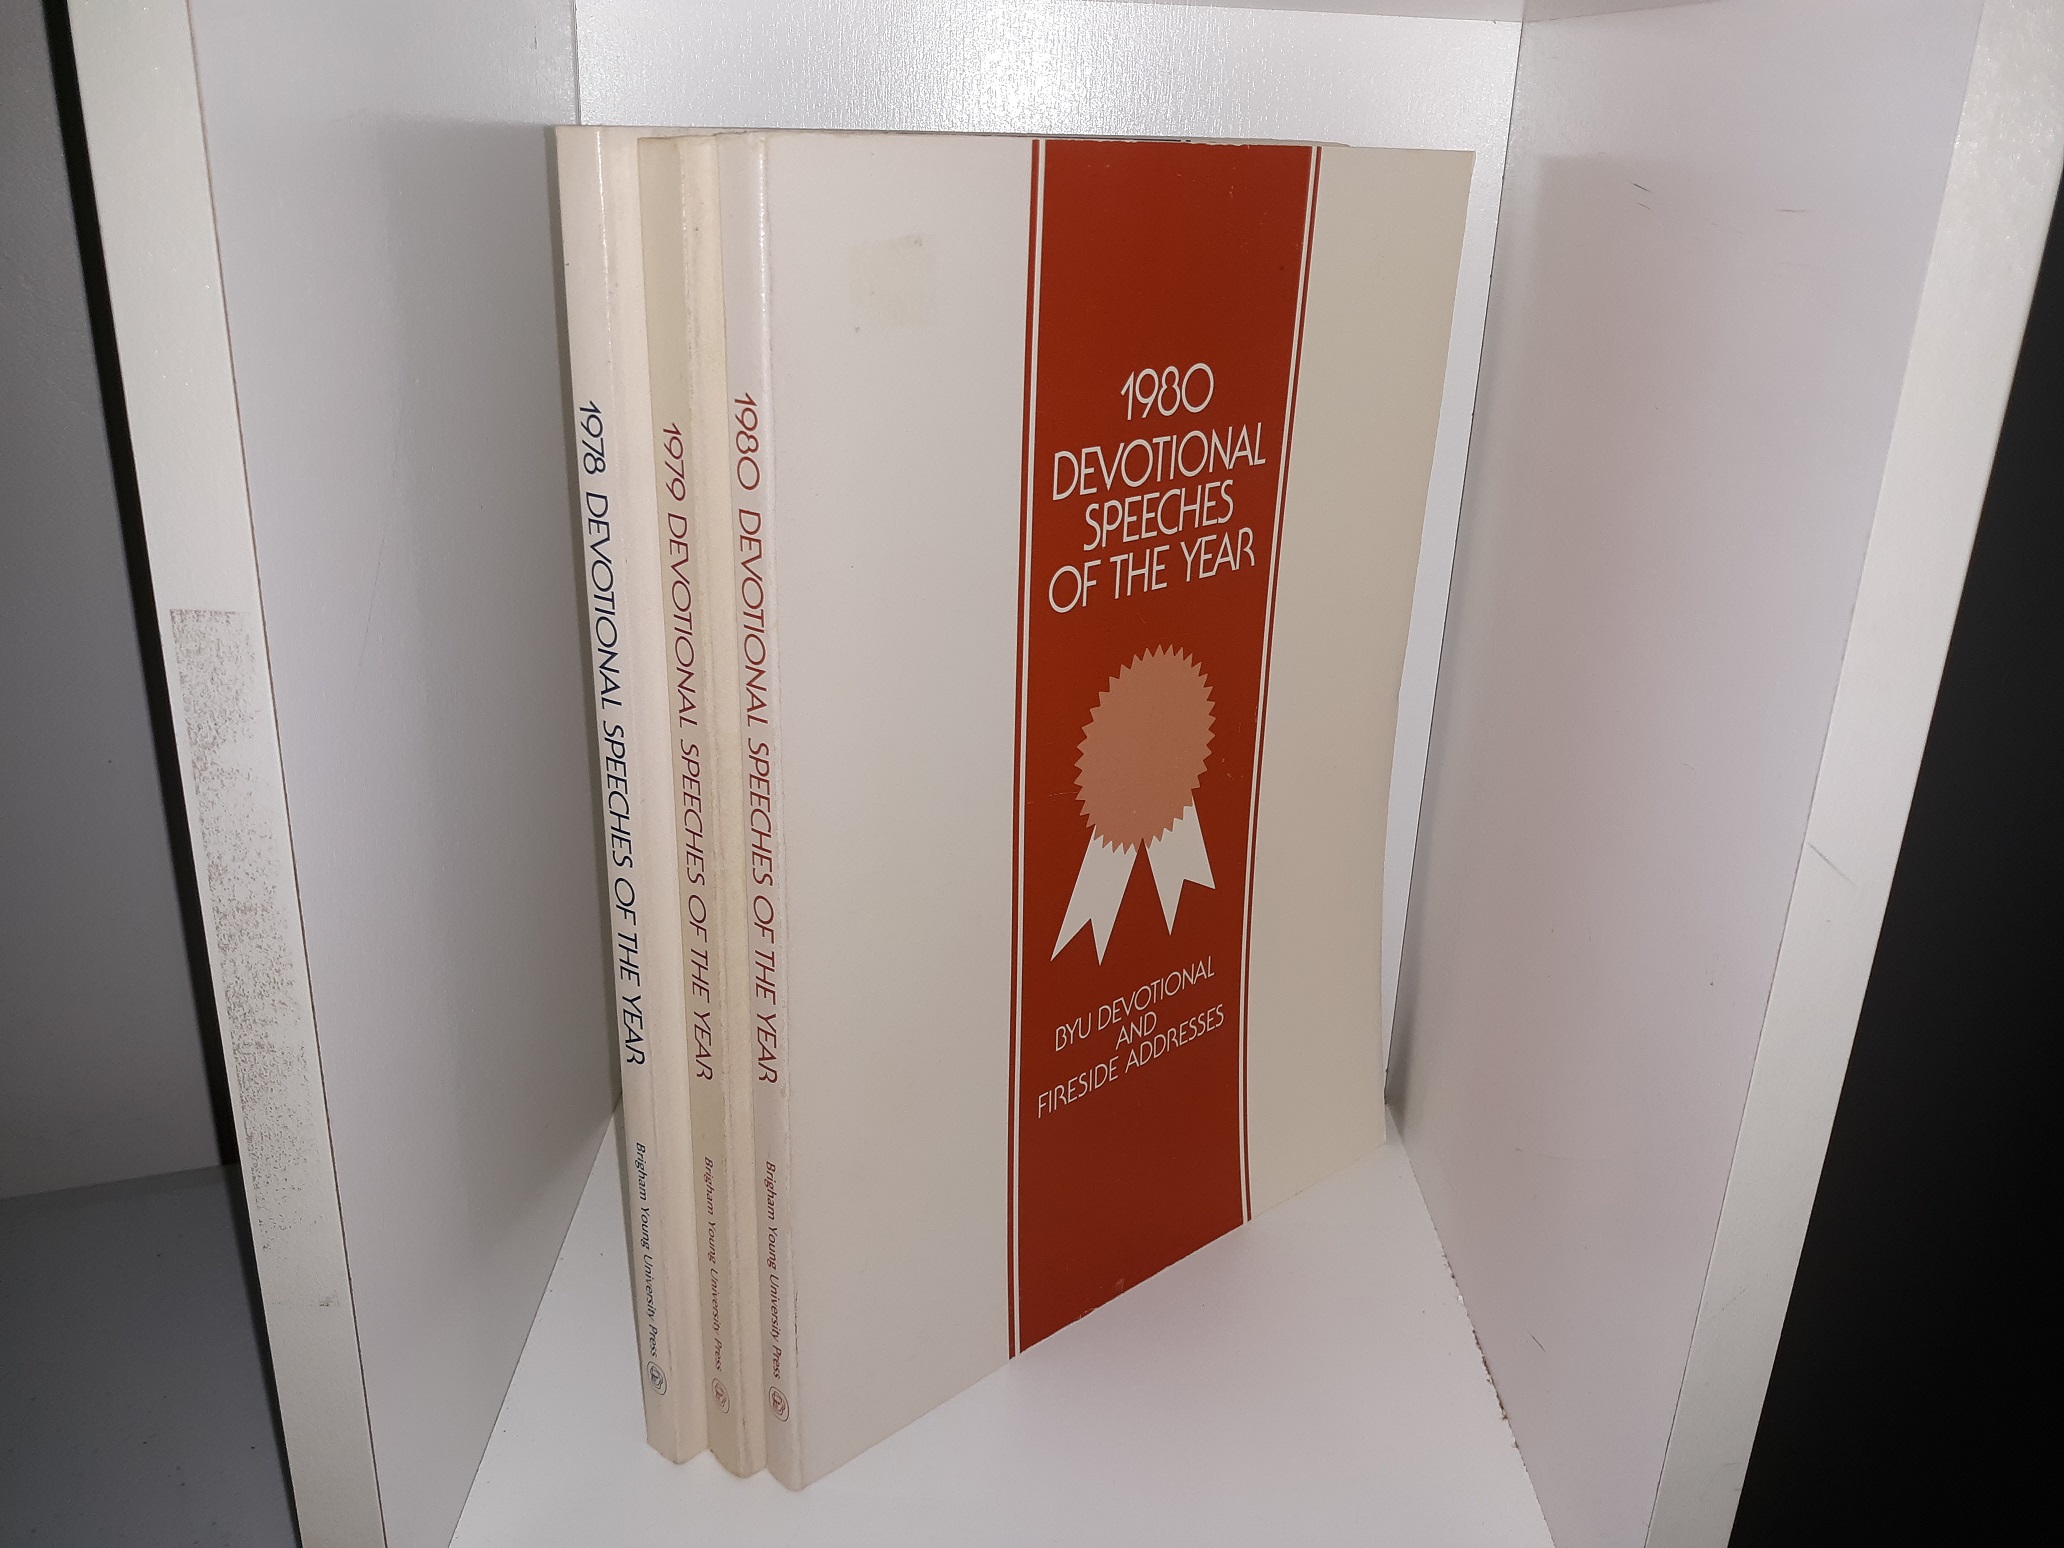 1978 DEVOTIONAL SPEECHES OF THE YEAR
Brigham Young University Press
1979 DEVOTIONAL SPEECHES OF THE YEAR
Brigham Young University Press
1980 DEVOTIONAL SPEECHES OF THE YEAR
Brigham Young University Press
1980
DEVOTIONAL
SPEECHES
OF THE YEAR
BYU DEVOTIONAL
AND
FIRESIDE ADDRESSES